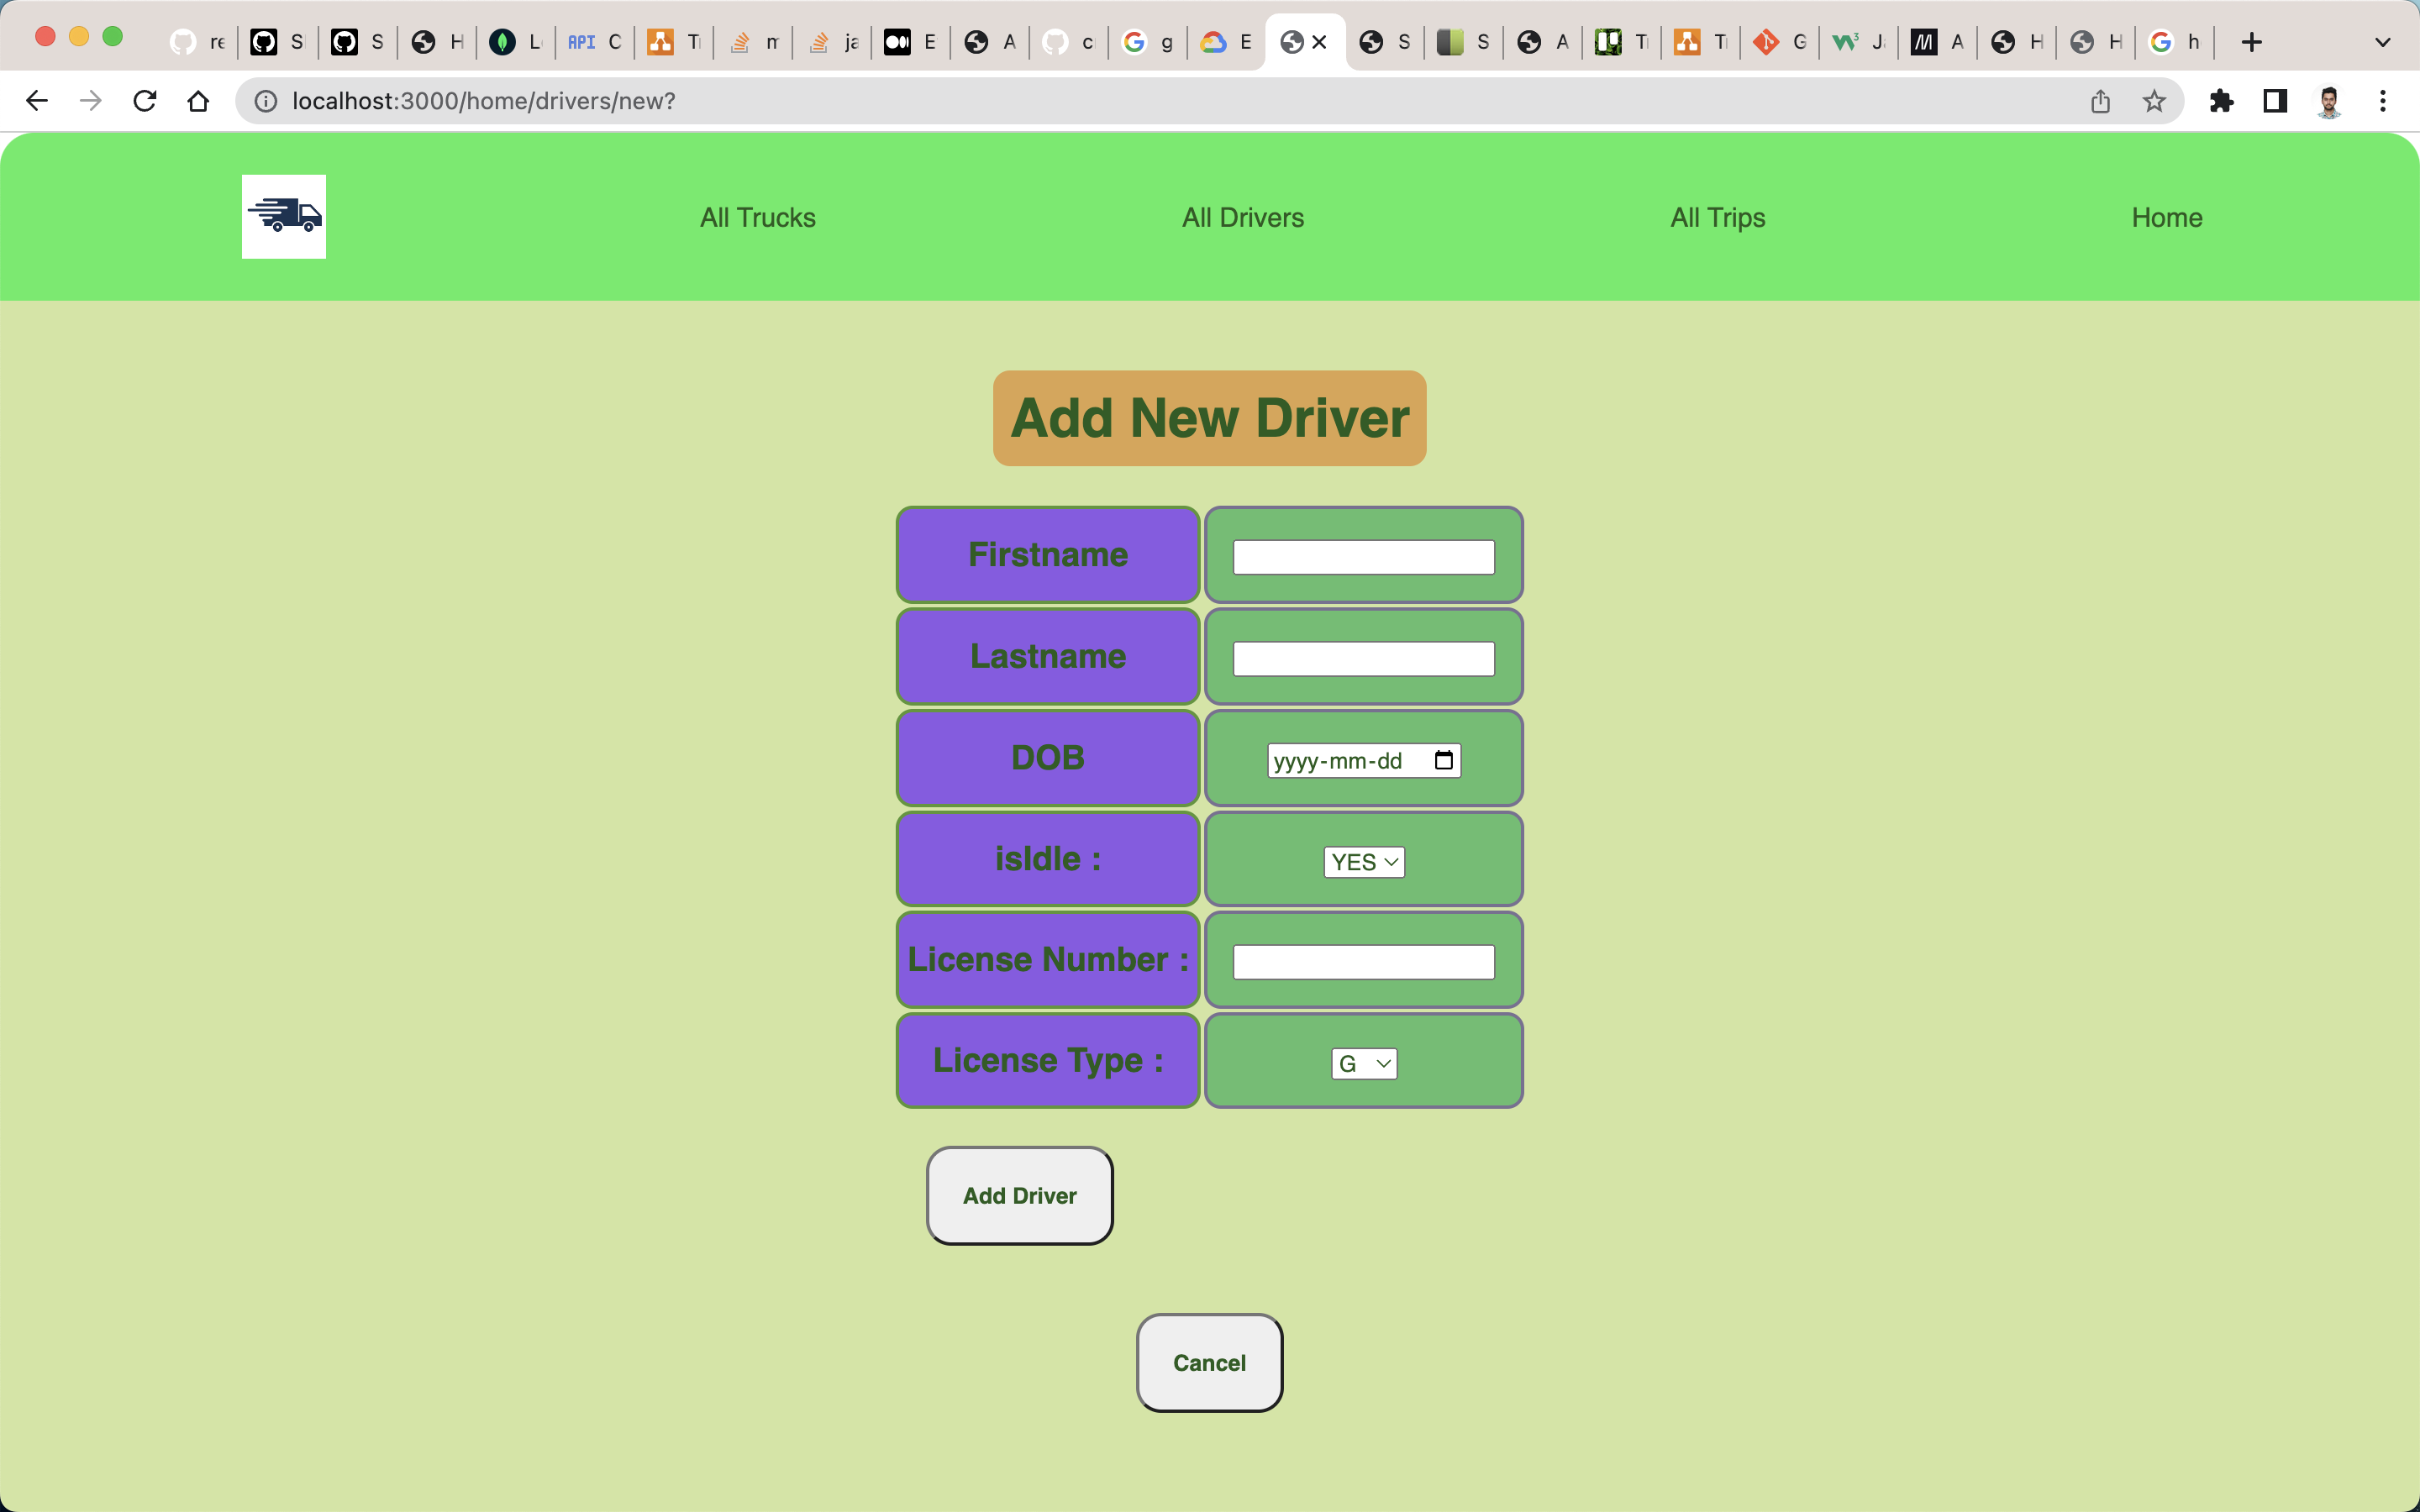 re S S H L API C T m ja E A c g E S S A T T G J A H H h
localhost:3000/home/drivers/new?
All Trucks All Drivers All Trips Home
Add New Driver
Firstname
Lastname
DOB yyyy-mm-dd
isIdle : YES
License Number :
License Type : G
Add Driver
Cancel